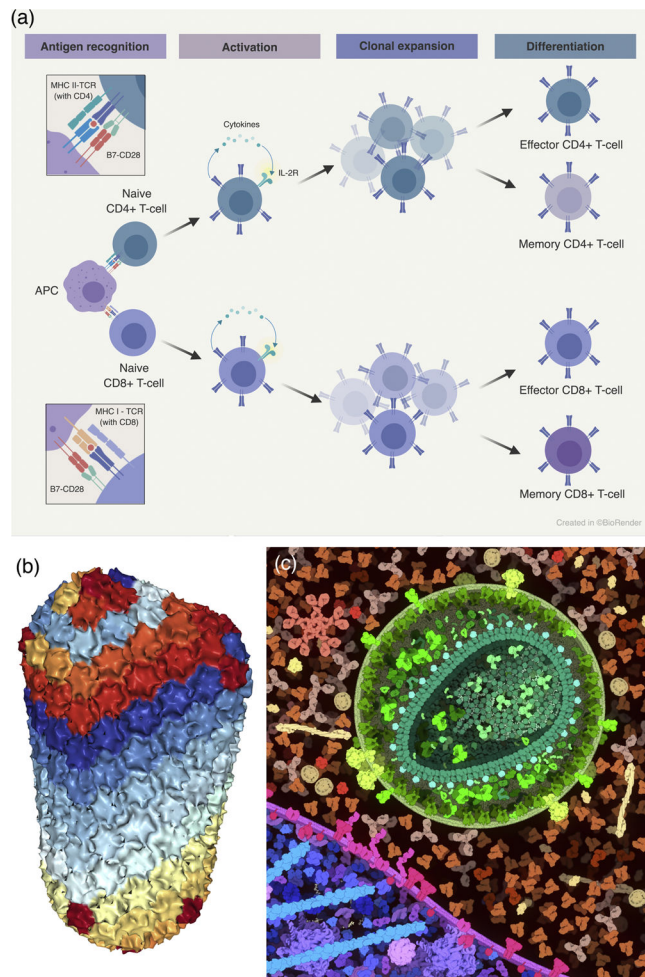 (a)
Antigen recognition
Activation
Clonal expansion
Differentiation
MHC II-TCR
(with CD4)
B7-CD28
Cytokines
IL-2R
Effector CD4+ T-cell
Naive
CD4+ T-cell
Memory CD4+ T-cell
APC
Naive
CD8+ T-cell
Effector CD8+ T-cell
MHC I - TCR
(with CD8)
B7-CD28
Memory CD8+ T-cell
Created in ©BioRender
(b)
(c)